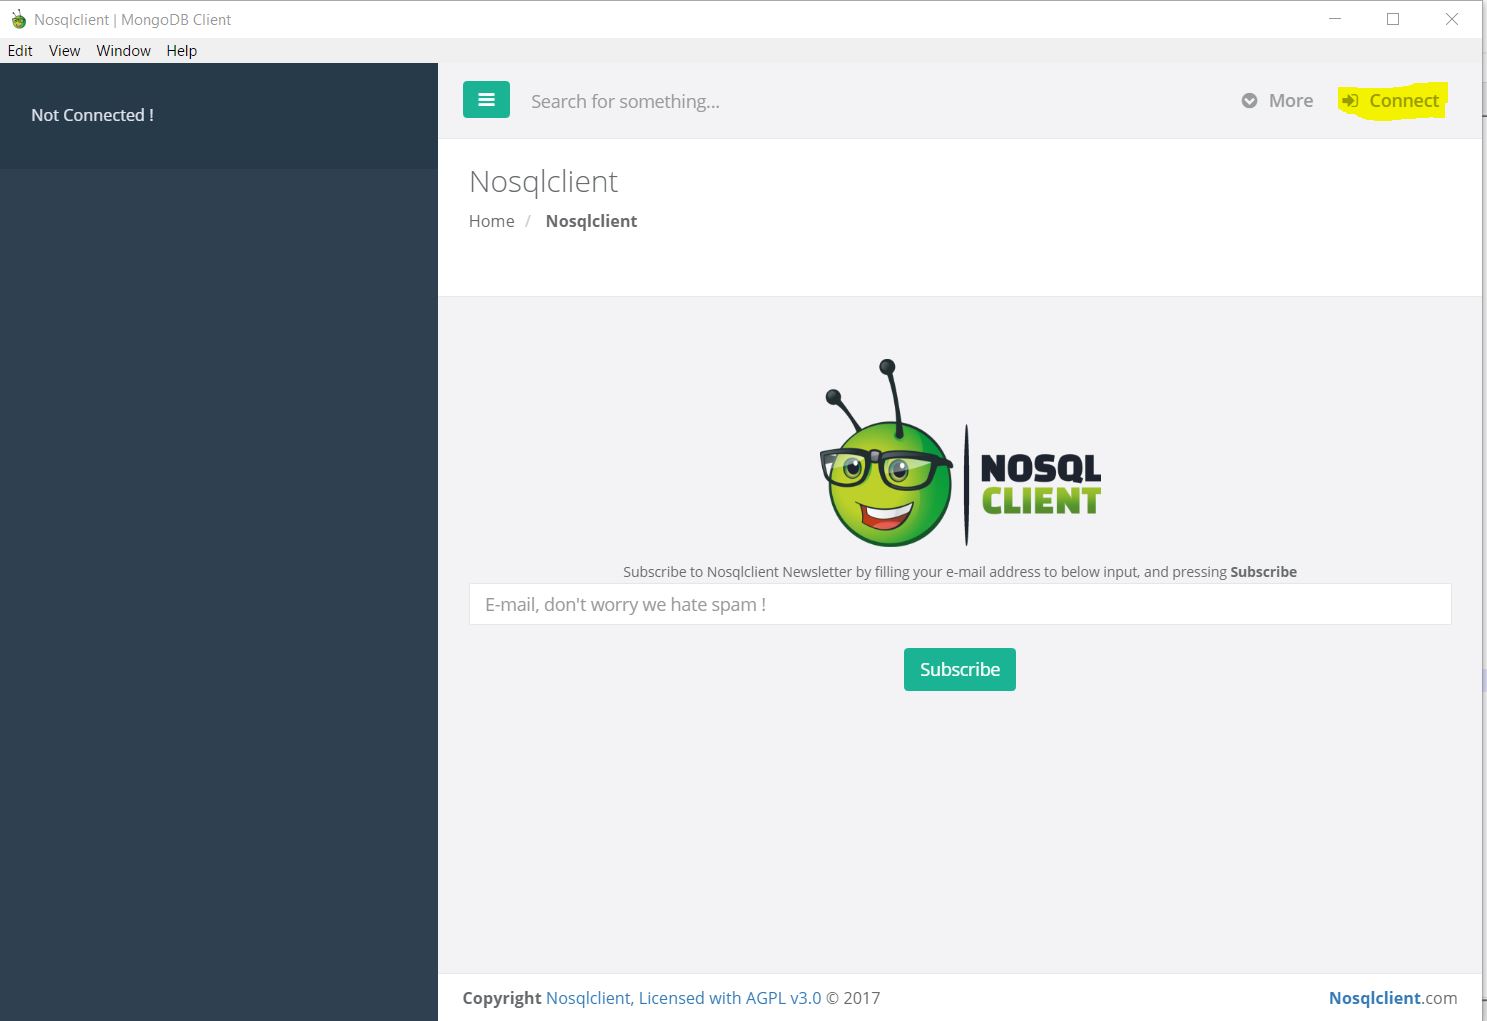 Nosqlclient | MongoDB Client
Edit View Window Help
Not Connected !
Search for something...
More
Connect
Nosqlclient
Home / Nosqlclient
NOSQL
CLIENT
Subscribe to Nosqlclient Newsletter by filling your e-mail address to below input, and pressing Subscribe
E-mail, don't worry we hate spam !
Subscribe
Copyright Nosqlclient, Licensed with AGPL v3.0 © 2017
Nosqlclient.com